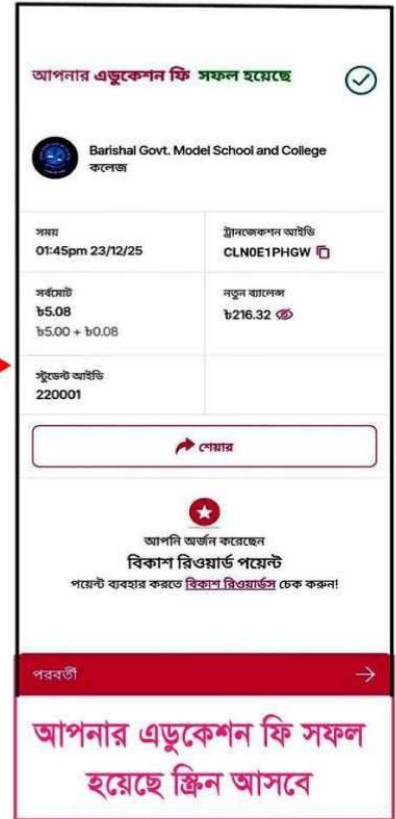 আপনার এডুকেশন ফি সফল হয়েছে
Barishal Govt. Model School and College
কলেজ
সময়
01:45pm 23/12/25
ট্রানজেকশন আইডি
CLN0E1PHGW
সর্বমোট
৳5.08
৳5.00 + ৳0.08
নতুন ব্যালেন্স
৳216.32
স্টুডেন্ট আইডি
220001
শেয়ার
আপনি অর্জন করেছেন
বিকাশ রিওয়ার্ড পয়েন্ট
পয়েন্ট ব্যবহার করতে বিকাশ রিওয়ার্ডস চেক করুন!
পরবর্তী
আপনার এডুকেশন ফি সফল
হয়েছে স্ক্রিন আসবে